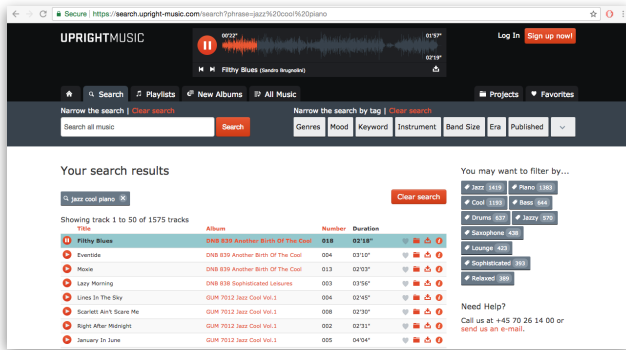 Secure | https://search.upright-music.com/search?phrase=jazz%20cool%20piano
UPRIGHTMUSIC
00'22"
01'57"
02'19"
Filthy Blues (Sandro Brugnolini)
Log In Sign up now!
Search Playlists New Albums All Music Projects Favorites
Narrow the search | Clear search
Search all music Search
Narrow the search by tag | Clear search
Genres Mood Keyword Instrument Band Size Era Published
Your search results
jazz cool piano
Clear search
Showing track 1 to 50 of 1575 tracks
Title Album Number Duration
Filthy Blues DNB 839 Another Birth Of The Cool 018 02'18"
Eventide DNB 839 Another Birth Of The Cool 004 03'10"
Moxie DNB 839 Another Birth Of The Cool 013 02'03"
Lazy Morning DNB 838 Sophisticated Leisures 003 03'56"
Lines In The Sky GUM 7012 Jazz Cool Vol.1 004 02'45"
Scarlett Ain't Scare Me GUM 7012 Jazz Cool Vol.1 008 02'30"
Right After Midnight GUM 7012 Jazz Cool Vol.1 002 02'31"
January In June GUM 7012 Jazz Cool Vol.1 005 04'04"
You may want to filter by...
Jazz 1419 Piano 1383
Cool 1193 Bass 644
Drums 637 Jazzy 570
Saxophone 438
Lounge 423
Sophisticated 393
Relaxed 389
Need Help?
Call us at +45 70 26 14 00 or
send us an e-mail.